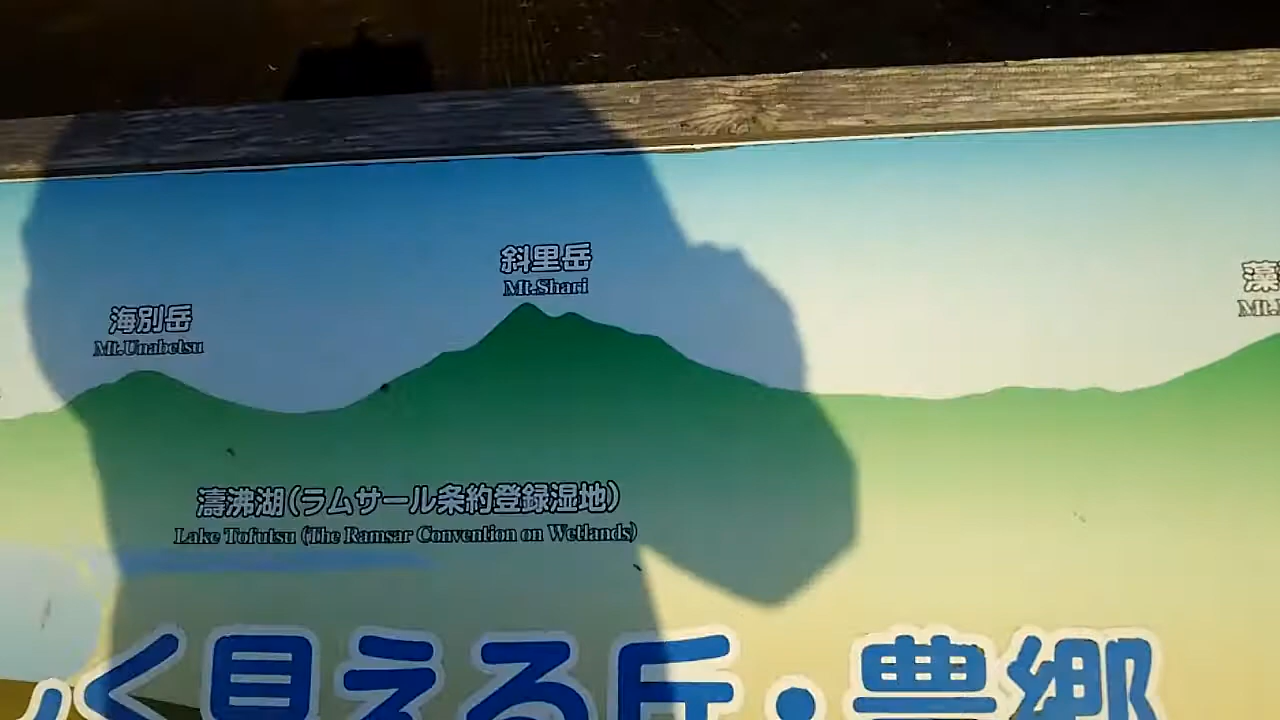 斜里岳
Mt.Shari
海別岳
Mt.Unabetsu
藻
Mt.
濤沸湖(ラムサール条約登録湿地)
Lake Tofutsu (The Ramsar Convention on Wetlands)
く見える丘・豊郷